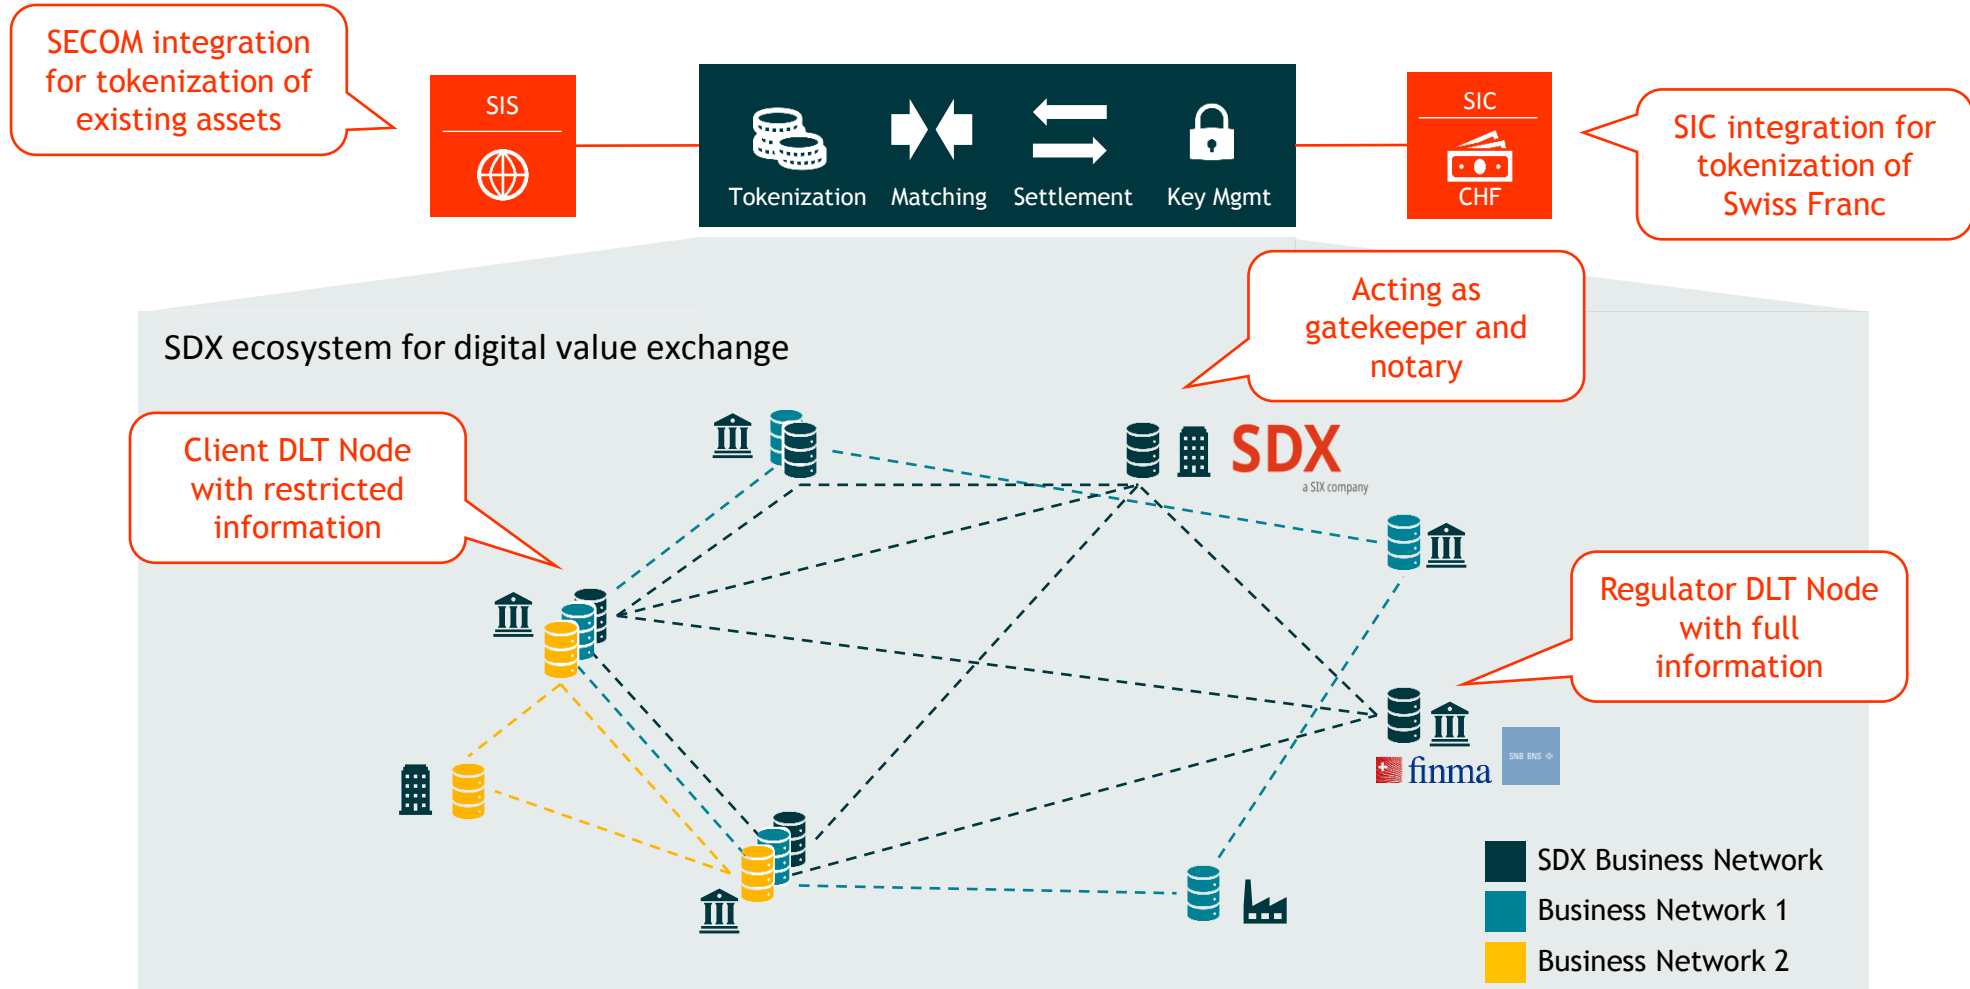 SECOM integration
for tokenization of
existing assets
SIS
Tokenization
Matching
Settlement
Key Mgmt
SIC
CHF
SIC integration for
tokenization of
Swiss Franc
SDX ecosystem for digital value exchange
Acting as
gatekeeper and
notary
Client DLT Node
with restricted
information
SDX
a SIX company
Regulator DLT Node
with full
information
finma
SNB BNS
SDX Business Network
Business Network 1
Business Network 2